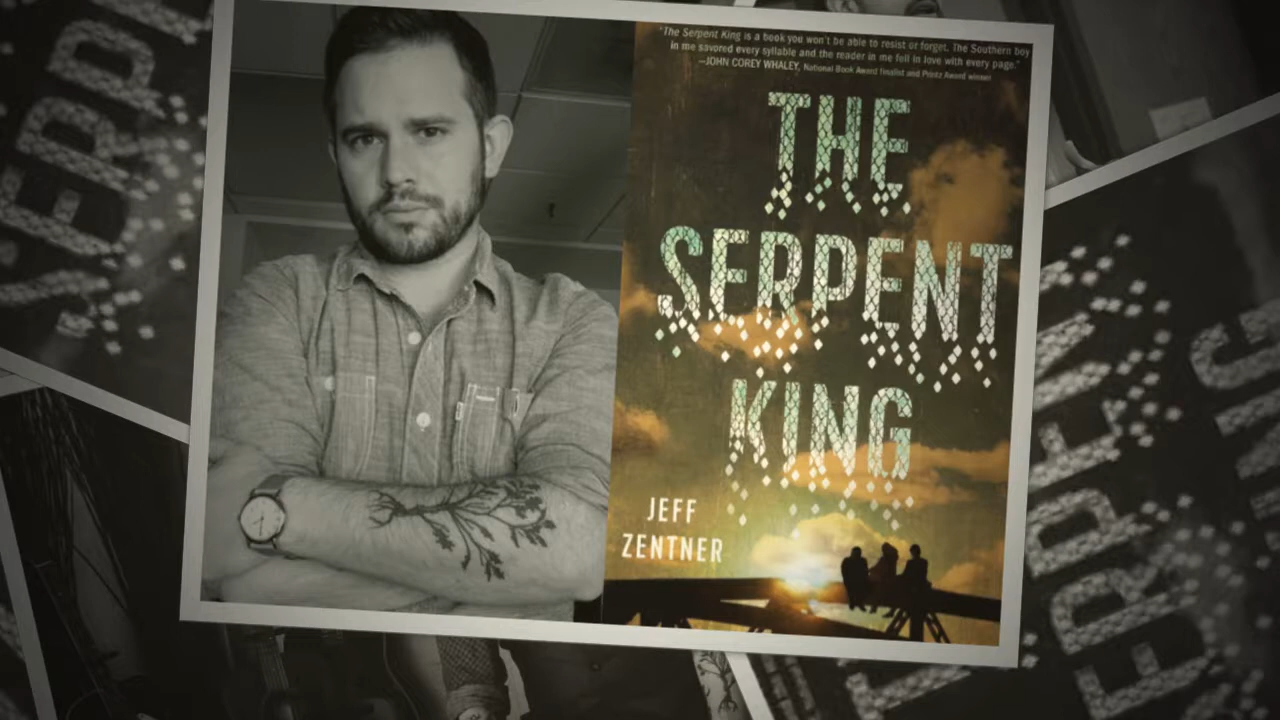 "The Serpent King is a book you won't be able to resist or forget. The Southern boy
in me savored every syllable and the reader in me fell in love with every page."
—JOHN COREY WHALEY, National Book Award finalist and Printz Award winner
THE
SERPENT
KING
JEFF
ZENTNER